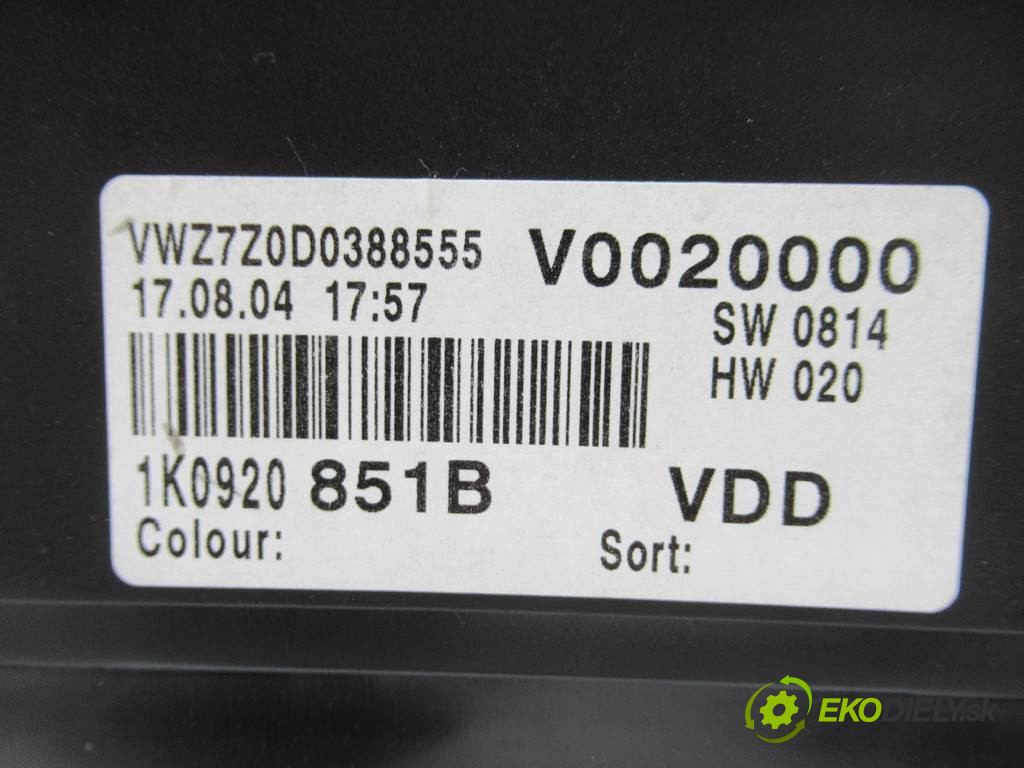 VWZ7Z0D0388555 V0020000
17.08.04 17:57 SW 0814
HW 020
1K0920 851B VDD
Colour: Sort:
EKODIELY.sk